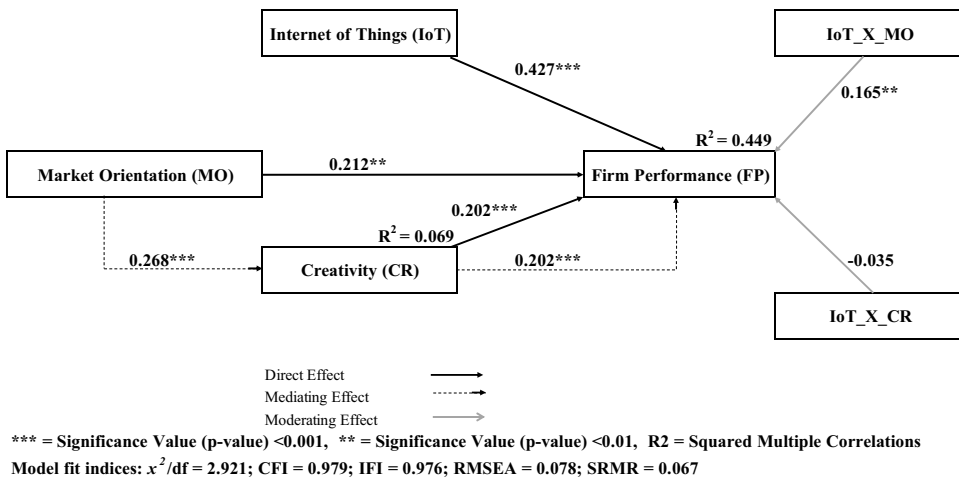 Internet of Things (IoT)
IoT_X_MO
0.427***
0.165**
R² = 0.449
Market Orientation (MO)
0.212**
Firm Performance (FP)
0.202***
R² = 0.069
0.268***
Creativity (CR)
0.202***
-0.035
IoT_X_CR
Direct Effect
Mediating Effect
Moderating Effect
*** = Significance Value (p-value) <0.001, ** = Significance Value (p-value) <0.01, R2 = Squared Multiple Correlations
Model fit indices: x²/df = 2.921; CFI = 0.979; IFI = 0.976; RMSEA = 0.078; SRMR = 0.067